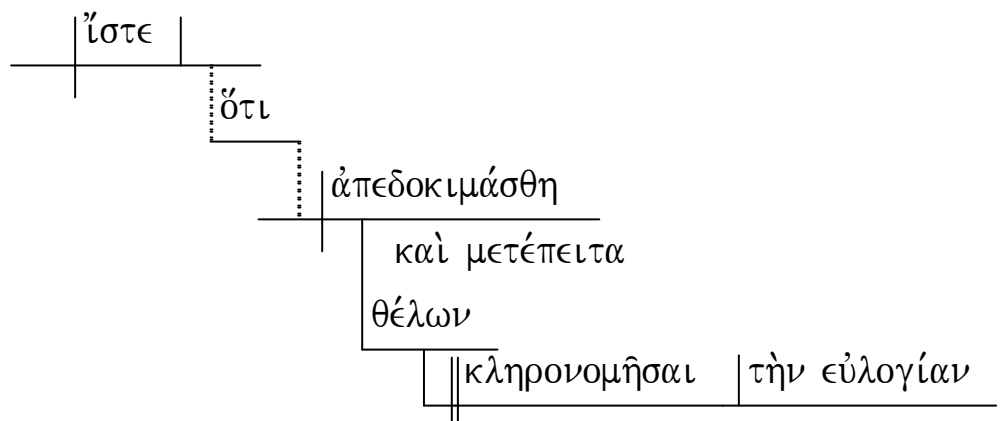 ἴστε
ὅτι
ἀπεδοκιμάσθη
καὶ μετέπειτα
θέλων
κληρονομῆσαι τὴν εὐλογίαν